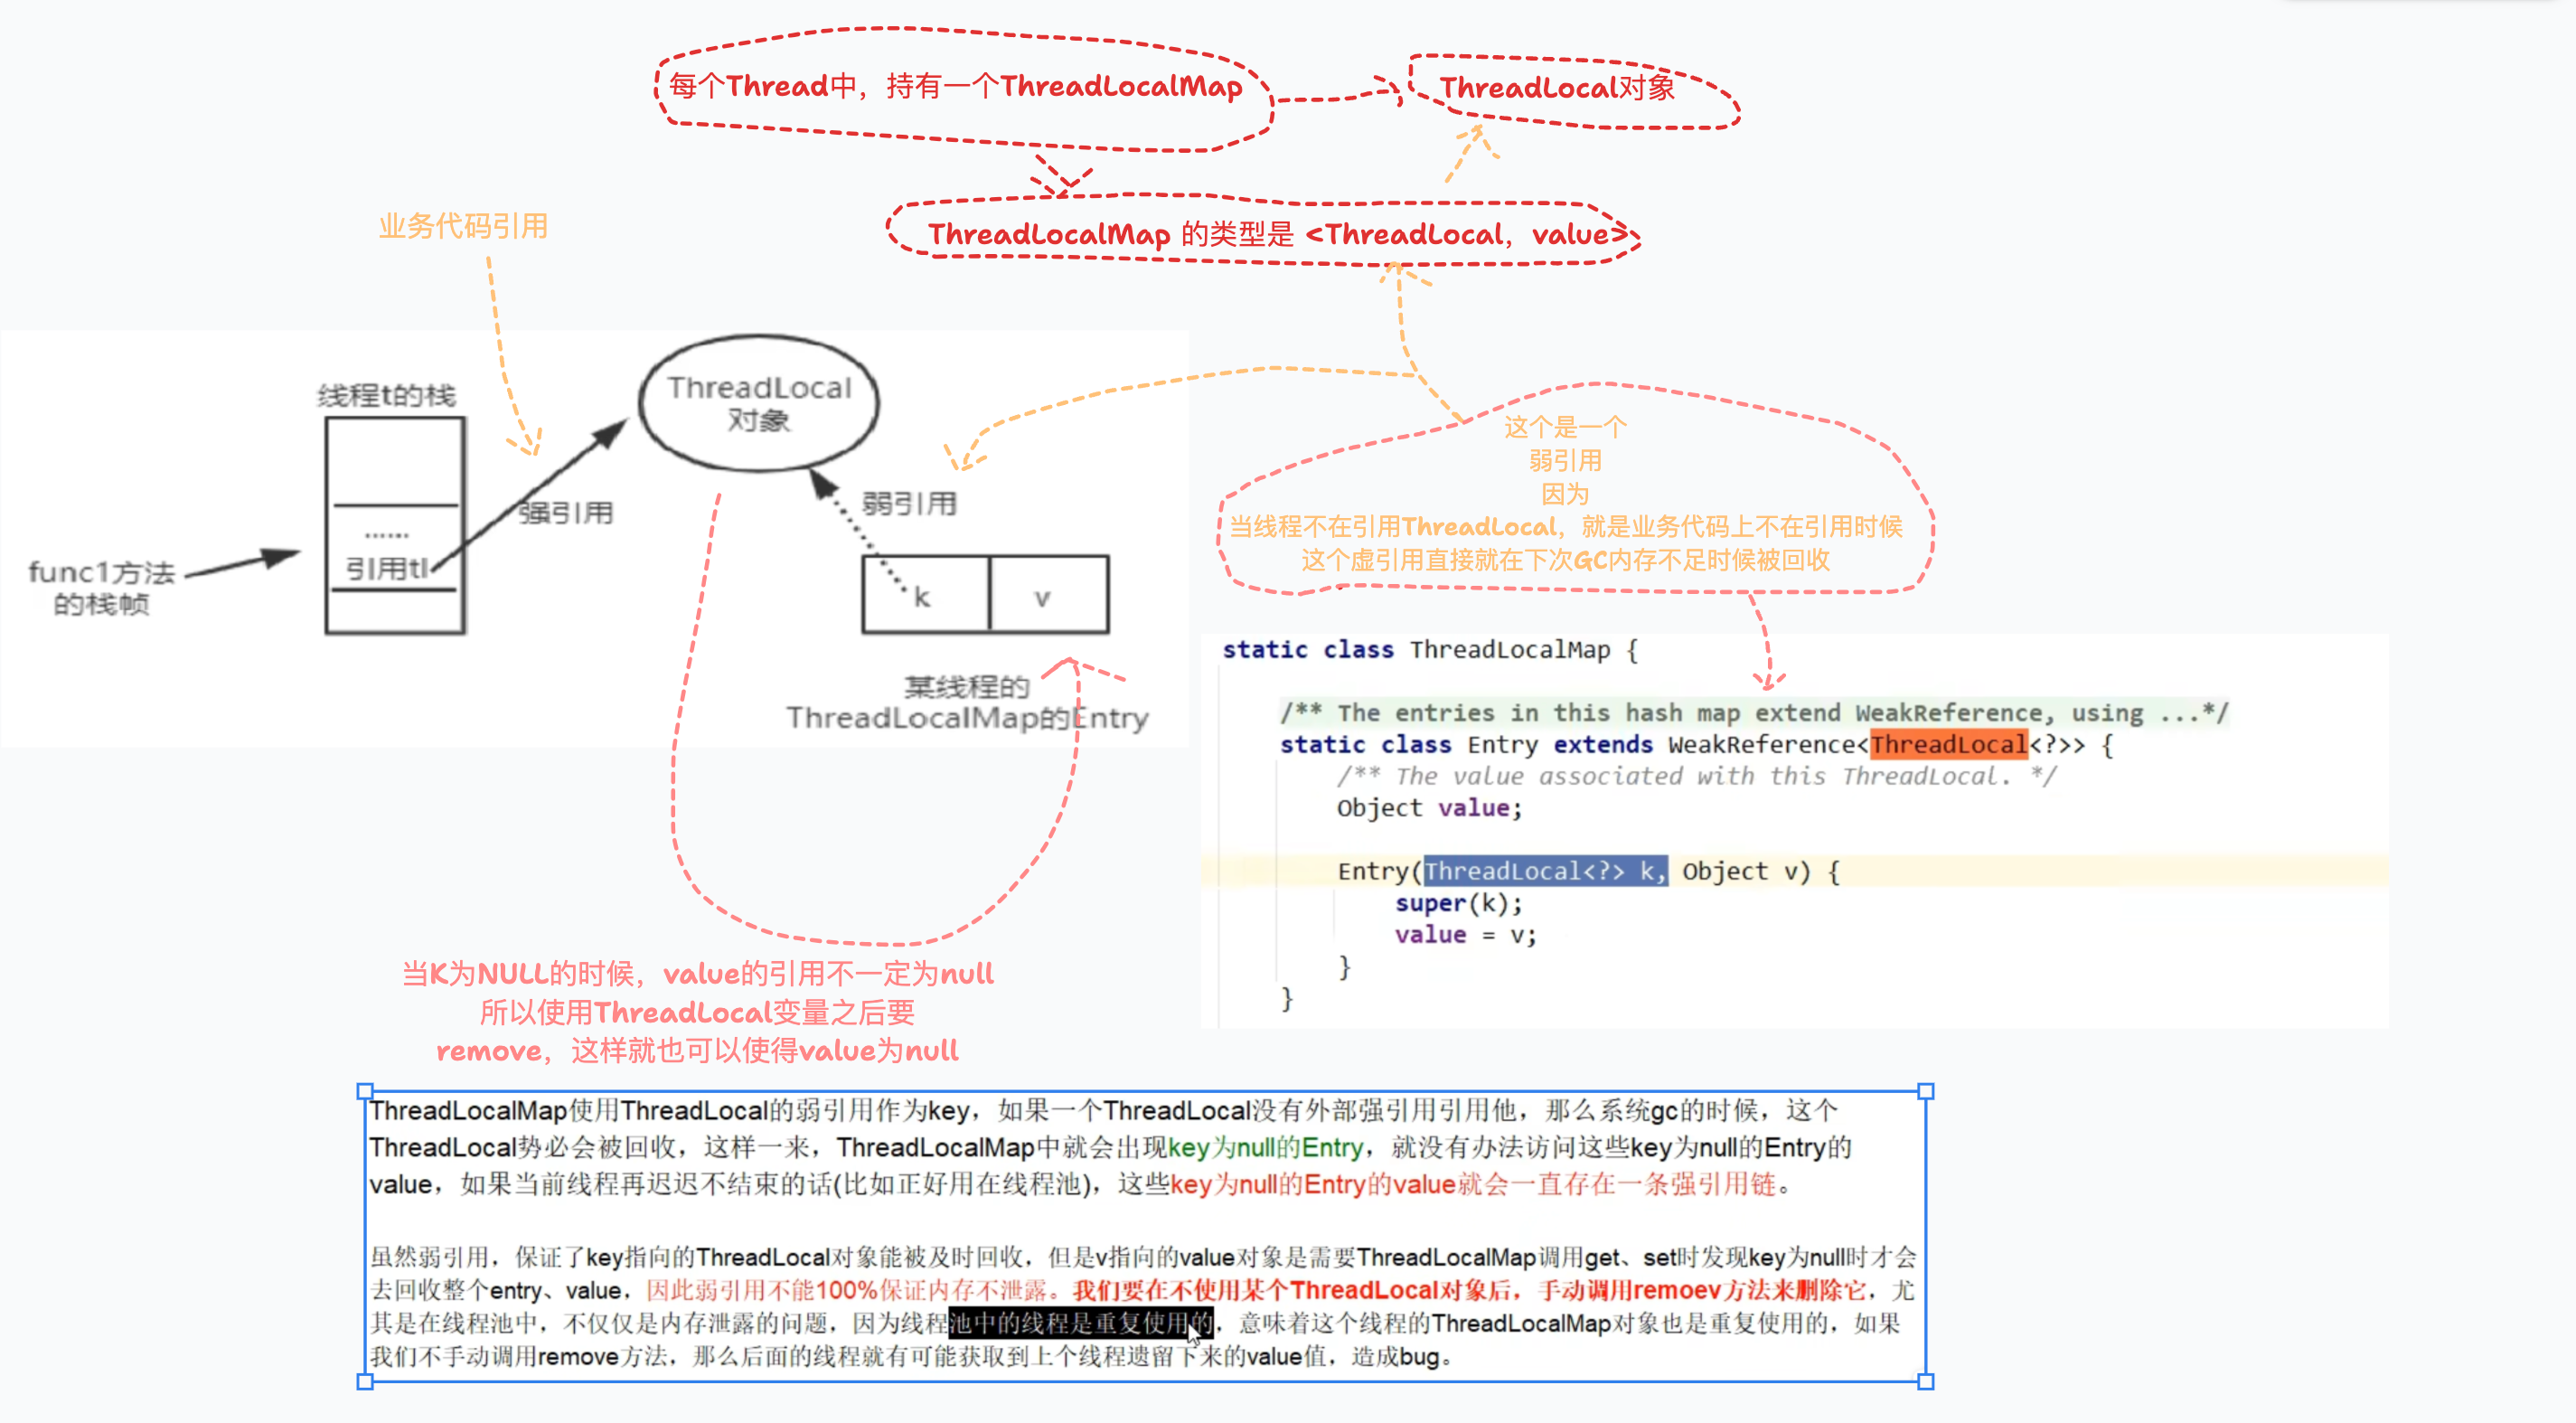 每个Thread中，持有一个ThreadLocalMap
ThreadLocal对象
ThreadLocalMap 的类型是 <ThreadLocal，value>
业务代码引用
线程t的栈
ThreadLocal
对象
强引用
弱引用
......
引用tl
func1方法
的栈帧
k
v
某线程的
ThreadLocalMap的Entry
这个是一个
弱引用
因为
当线程不在引用ThreadLocal，就是业务代码上不在引用时候
这个虚引用直接就在下次GC内存不足时候被回收
static class ThreadLocalMap {
/** The entries in this hash map extend WeakReference, using ...*/
static class Entry extends WeakReference<ThreadLocal<?>> {
/** The value associated with this ThreadLocal. */
Object value;
Entry(ThreadLocal<?> k, Object v) {
super(k);
value = v;
}
}
当K为NULL的时候，value的引用不一定为null
所以使用ThreadLocal变量之后要
remove，这样就也可以使得value为null
ThreadLocalMap使用ThreadLocal的弱引用作为key，如果一个ThreadLocal没有外部强引用引用他，那么系统gc的时候，这个
ThreadLocal势必会被回收，这样一来，ThreadLocalMap中就会出现key为null的Entry，就没有办法访问这些key为null的Entry的
value，如果当前线程再迟迟不结束的话(比如正好用在线程池)，这些key为null的Entry的value就会一直存在一条强引用链。
虽然弱引用，保证了key指向的ThreadLocal对象能被及时回收，但是v指向的value对象是需要ThreadLocalMap调用get、set时发现key为null时才会
去回收整个entry、value，因此弱引用不能100%保证内存不泄露。我们要在不使用某个ThreadLocal对象后，手动调用remoev方法来删除它，尤
其是在线程池中，不仅仅是内存泄露的问题，因为线程池中的线程是重复使用的，意味着这个线程的ThreadLocalMap对象也是重复使用的，如果
我们不手动调用remove方法，那么后面的线程就有可能获取到上个线程遗留下来的value值，造成bug。